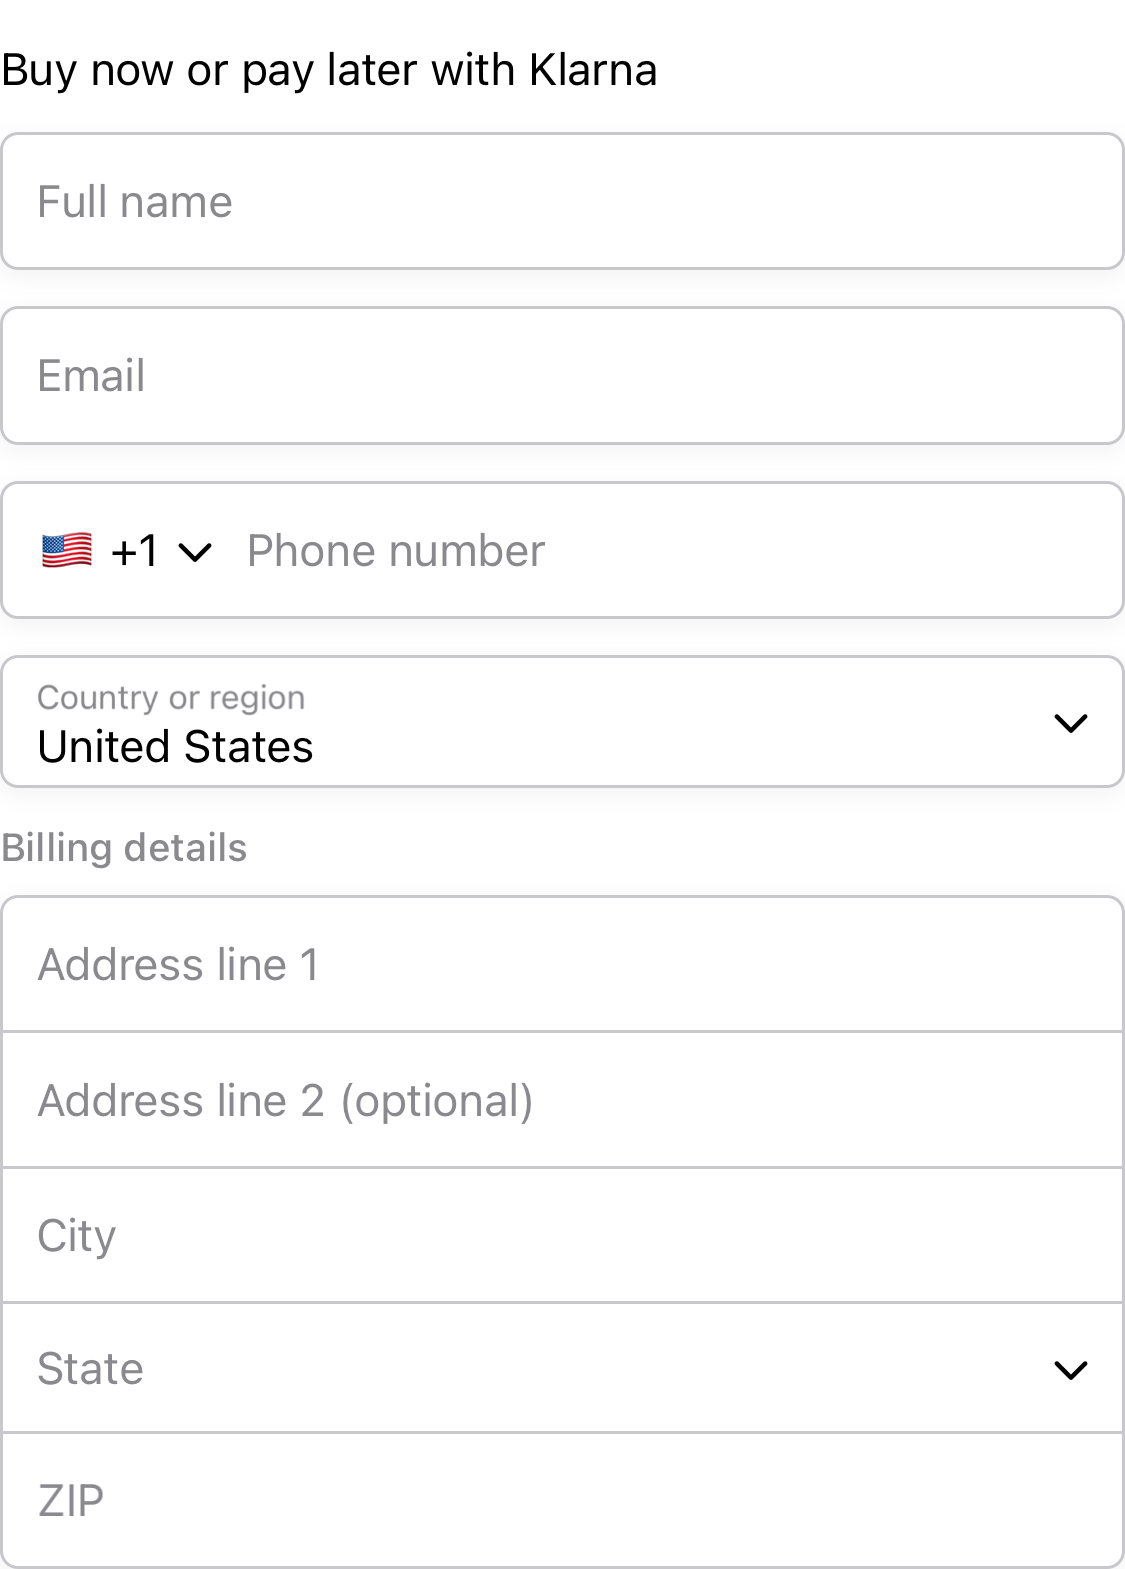 Buy now or pay later with Klarna
Full name
Email
+1 Phone number
Country or region
United States
Billing details
Address line 1
Address line 2 (optional)
City
State
ZIP